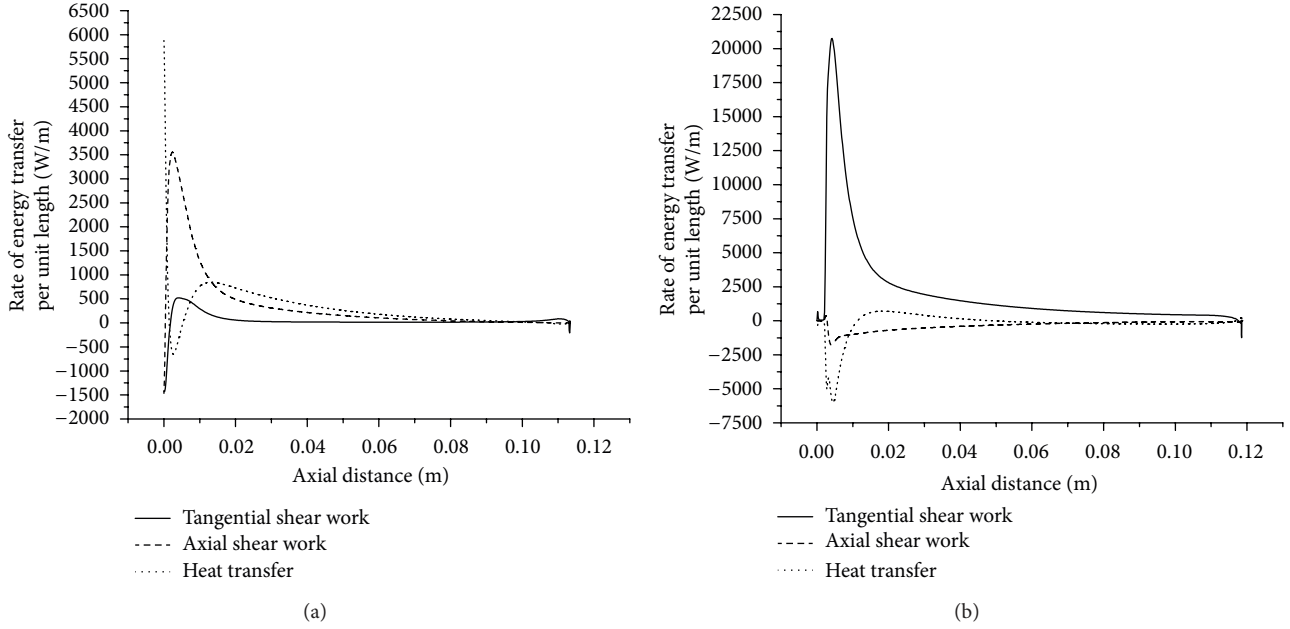 6500
6000
5500
5000
4500
4000
3500
3000
2500
2000
1500
1000
500
0
−500
−1000
−1500
−2000
Rate of energy transfer
per unit length (W/m)
0.00 0.02 0.04 0.06 0.08 0.10 0.12
Axial distance (m)
Tangential shear work
Axial shear work
Heat transfer
(a)
22500
20000
17500
15000
12500
10000
7500
5000
2500
0
−2500
−5000
−7500
Rate of energy transfer
per unit length (W/m)
0.00 0.02 0.04 0.06 0.08 0.10 0.12
Axial distance (m)
Tangential shear work
Axial shear work
Heat transfer
(b)